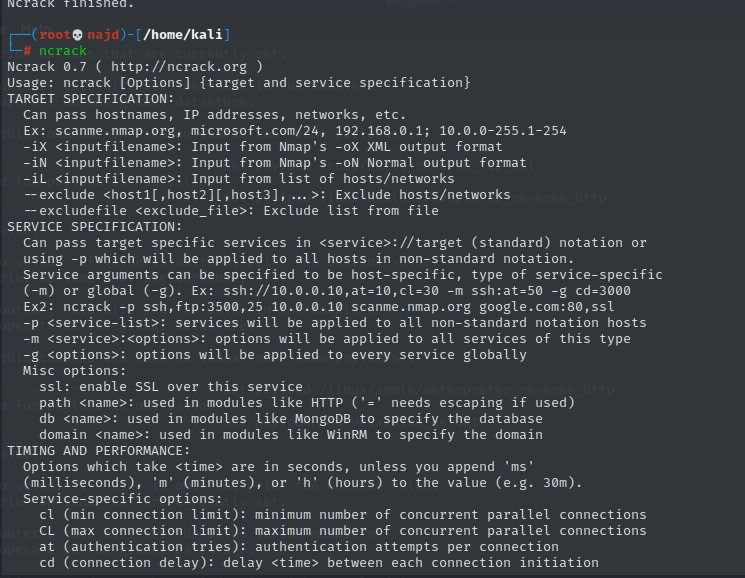 Ncrack finished.
┌──(root💀najd)-[/home/kali]
└─# ncrack
Ncrack 0.7 ( http://ncrack.org )
Usage: ncrack [Options] {target and service specification}
TARGET SPECIFICATION:
  Can pass hostnames, IP addresses, networks, etc.
  Ex: scanme.nmap.org, microsoft.com/24, 192.168.0.1; 10.0.0-255.1-254
  -iX <inputfilename>: Input from Nmap's -oX XML output format
  -iN <inputfilename>: Input from Nmap's -oN Normal output format
  -iL <inputfilename>: Input from list of hosts/networks
  --exclude <host1[,host2][,host3],...>: Exclude hosts/networks
  --excludefile <exclude_file>: Exclude list from file
SERVICE SPECIFICATION:
  Can pass target specific services in <service>://target (standard) notation or
  using -p which will be applied to all hosts in non-standard notation.
  Service arguments can be specified to be host-specific, type of service-specific
  (-m) or global (-g). Ex: ssh://10.0.0.10,at=10,cl=30 -m ssh:at=50 -g cd=3000
  Ex2: ncrack -p ssh,ftp:3500,25 10.0.0.10 scanme.nmap.org google.com:80,ssl
  -p <service-list>: services will be applied to all non-standard notation hosts
  -m <service>:<options>: options will be applied to all services of this type
  -g <options>: options will be applied to every service globally
  Misc options:
    ssl: enable SSL over this service
    path <name>: used in modules like HTTP ('=' needs escaping if used)
    db <name>: used in modules like MongoDB to specify the database
    domain <name>: used in modules like WinRM to specify the domain
TIMING AND PERFORMANCE:
  Options which take <time> are in seconds, unless you append 'ms'
  (milliseconds), 'm' (minutes), or 'h' (hours) to the value (e.g. 30m).
  Service-specific options:
    cl (min connection limit): minimum number of concurrent parallel connections
    CL (max connection limit): maximum number of concurrent parallel connections
    at (authentication tries): authentication attempts per connection
    cd (connection delay): delay <time> between each connection initiation